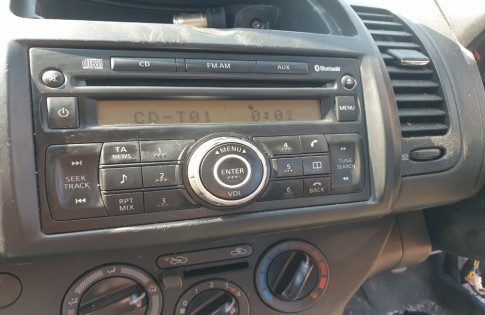 CD FM.AM AUX Bluetooth
CD-T01 0:01
MENU
SEEK
TRACK
TA
NEWS
RPT
MIX
1
2
3
MENU
ENTER
VOL
4
5
6
BACK
TUNE
SEARCH
2